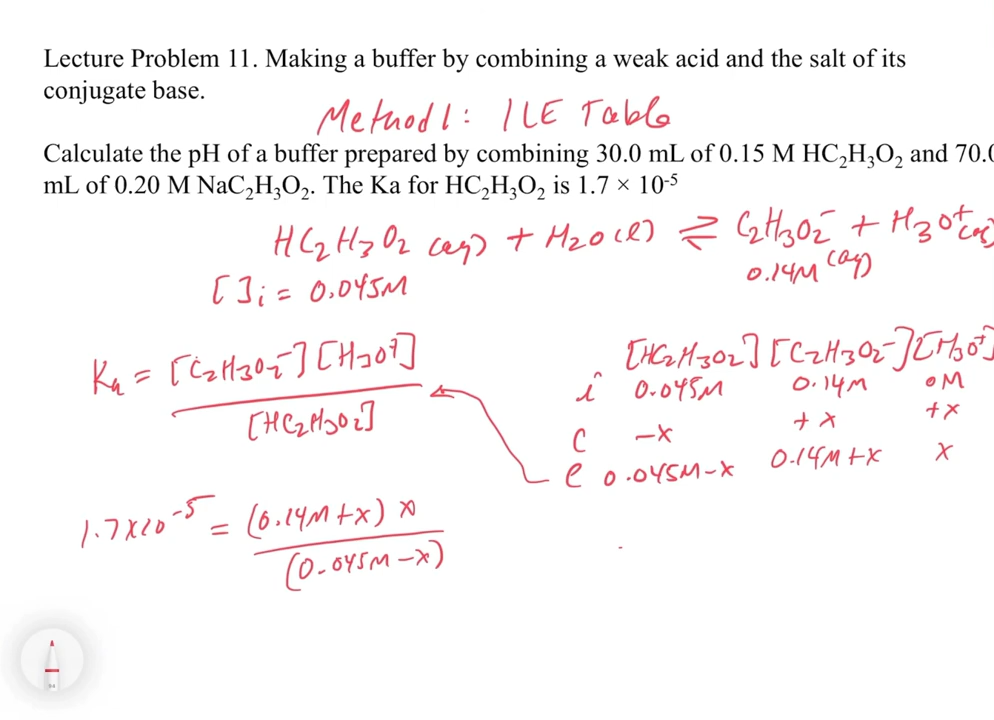 Lecture Problem 11. Making a buffer by combining a weak acid and the salt of its
conjugate base.
Method 1: ICE Table
Calculate the pH of a buffer prepared by combining 30.0 mL of 0.15 M HC₂H₃O₂ and 70.0
mL of 0.20 M NaC₂H₃O₂. The Ka for HC₂H₃O₂ is 1.7 × 10⁻⁵
HC₂H₃O₂ (aq) + H₂O(l) ⇌ C₂H₃O₂⁻ (aq) + H₃O⁺(aq)
[ ]i = 0.045M 0.14M
Ka = [C₂H₃O₂⁻][H₃O⁺] / [HC₂H₃O₂]
[HC₂H₃O₂] [C₂H₃O₂⁻] [H₃O⁺]
i 0.045M 0.14M 0M
C -x +x +x
e 0.045M-x 0.14M+x x
1.7x10⁻⁵ = (0.14M+x) x / (0.045M-x)